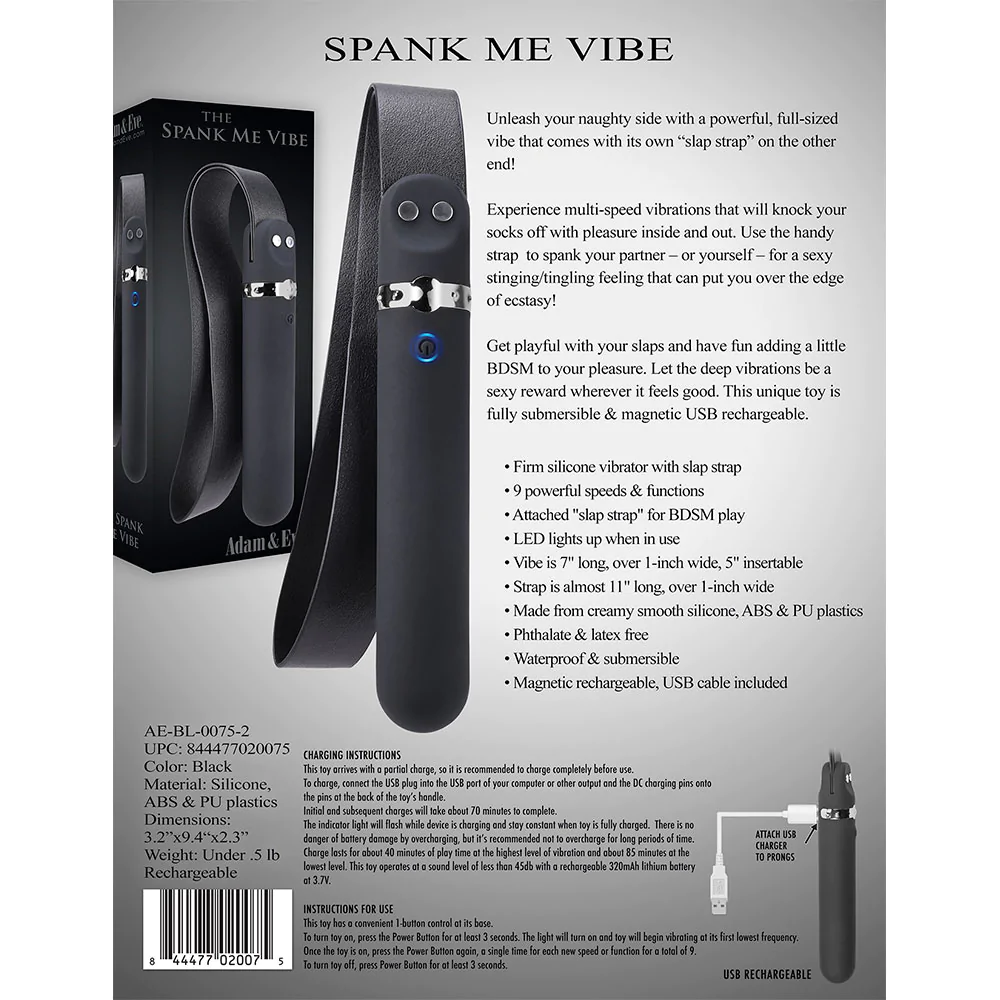 SPANK ME VIBE
m & Eve
THE
SPANK ME VIBE
SPANK
E VIBE
Adam & Ev
Unleash your naughty side with a powerful, full-sized
vibe that comes with its own “slap strap” on the other
end!
Experience multi-speed vibrations that will knock your
socks off with pleasure inside and out. Use the handy
strap to spank your partner – or yourself – for a sexy
stinging/tingling feeling that can put you over the edge
of ecstasy!
Get playful with your slaps and have fun adding a little
BDSM to your pleasure. Let the deep vibrations be a
sexy reward wherever it feels good. This unique toy is
fully submersible & magnetic USB rechargeable.
• Firm silicone vibrator with slap strap
• 9 powerful speeds & functions
• Attached "slap strap" for BDSM play
• LED lights up when in use
• Vibe is 7" long, over 1-inch wide, 5" insertable
• Strap is almost 11" long, over 1-inch wide
• Made from creamy smooth silicone, ABS & PU plastics
• Phthalate & latex free
• Waterproof & submersible
• Magnetic rechargeable, USB cable included
AE-BL-0075-2
UPC: 844477020075
Color: Black
Material: Silicone,
ABS & PU plastics
Dimensions:
3.2”x9.4“x2.3”
Weight: Under .5 lb
Rechargeable
8 44477 02007 5
CHARGING INSTRUCTIONS
This toy arrives with a partial charge, so it is recommended to charge completely before use.
To charge, connect the USB plug into the USB port of your computer or other output and the DC charging pins onto
the pins at the back of the toy’s handle.
Initial and subsequent charges will take about 70 minutes to complete.
The indicator light will flash while device is charging and stay constant when toy is fully charged. There is no
danger of battery damage by overcharging, but it’s recommended not to overcharge for long periods of time.
Charge lasts for about 40 minutes of play time at the highest level of vibration and about 85 minutes at the
lowest level. This toy operates at a sound level of less than 45db with a rechargeable 320mAh lithium battery
at 3.7V.
INSTRUCTIONS FOR USE
This toy has a convenient 1-button control at its base.
To turn toy on, press the Power Button for at least 3 seconds. The light will turn on and toy will begin vibrating at its first lowest frequency.
Once the toy is on, press the Power Button again, a single time for each new speed or function for a total of 9.
To turn toy off, press Power Button for at least 3 seconds.
ATTACH USB
CHARGER
TO PRONGS
USB RECHARGEABLE